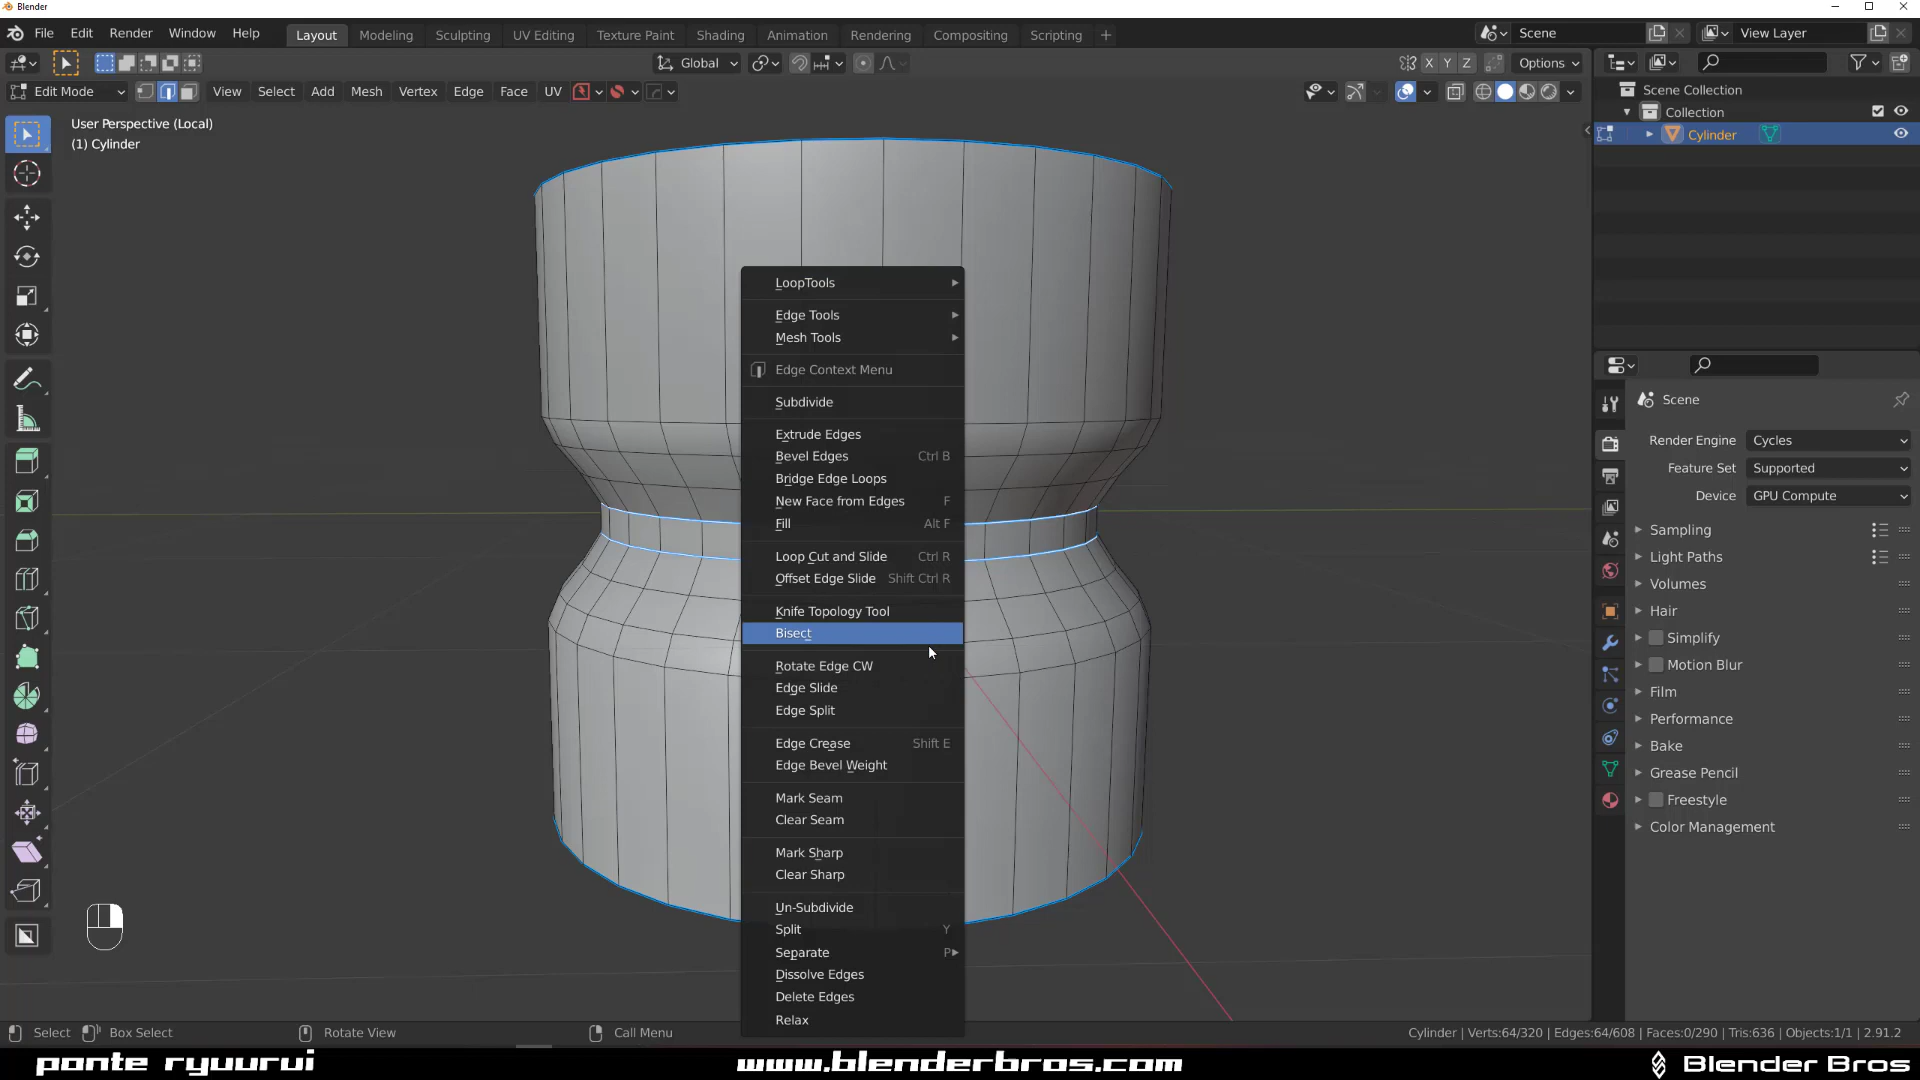 Blender
File Edit Render Window Help Layout Modeling Sculpting UV Editing Texture Paint Shading Animation Rendering Compositing Scripting + Scene View Layer
Global X Y Z Options
Edit Mode View Select Add Mesh Vertex Edge Face UV
Scene Collection
Collection
Cylinder
User Perspective (Local)
(1) Cylinder
LoopTools
Edge Tools
Mesh Tools
Edge Context Menu
Subdivide
Extrude Edges
Bevel Edges Ctrl B
Bridge Edge Loops
New Face from Edges F
Fill Alt F
Loop Cut and Slide Ctrl R
Offset Edge Slide Shift Ctrl R
Knife Topology Tool
Bisect
Rotate Edge CW
Edge Slide
Edge Split
Edge Crease Shift E
Edge Bevel Weight
Mark Seam
Clear Seam
Mark Sharp
Clear Sharp
Un-Subdivide
Split Y
Separate P
Dissolve Edges
Delete Edges
Relax
Scene
Render Engine Cycles
Feature Set Supported
Device GPU Compute
Sampling
Light Paths
Volumes
Hair
Simplify
Motion Blur
Film
Performance
Bake
Grease Pencil
Freestyle
Color Management
Select Box Select Rotate View Call Menu Cylinder | Verts:64/320 | Edges:64/608 | Faces:0/290 | Tris:636 | Objects:1/1 | 2.91.2
ponte ryuurui www.blenderbros.com Blender Bros